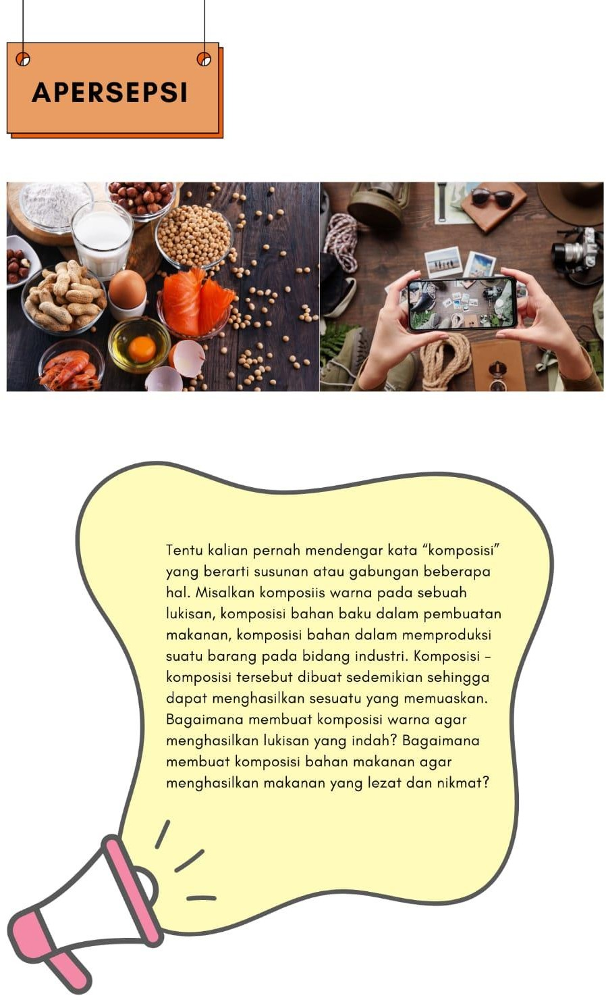 APERSEPSI
Tentu kalian pernah mendengar kata “komposisi”
yang berarti susunan atau gabungan beberapa
hal. Misalkan komposiis warna pada sebuah
lukisan, komposisi bahan baku dalam pembuatan
makanan, komposisi bahan dalam memproduksi
suatu barang pada bidang industri. Komposisi –
komposisi tersebut dibuat sedemikian sehingga
dapat menghasilkan sesuatu yang memuaskan.
Bagaimana membuat komposisi warna agar
menghasilkan lukisan yang indah? Bagaimana
membuat komposisi bahan makanan agar
menghasilkan makanan yang lezat dan nikmat?